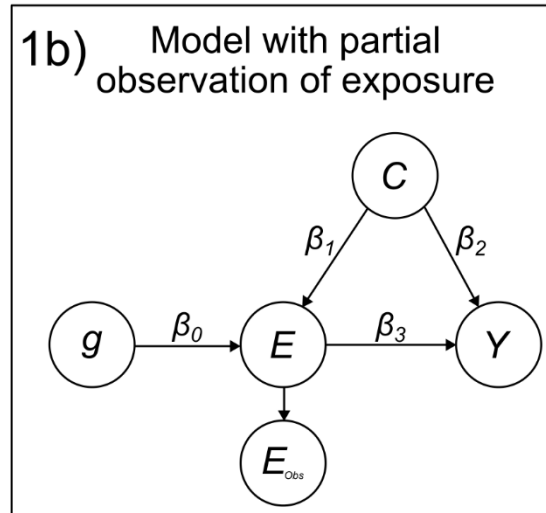 1b) Model with partial
observation of exposure
C
β1 β2
g β0 E β3 Y
EObs